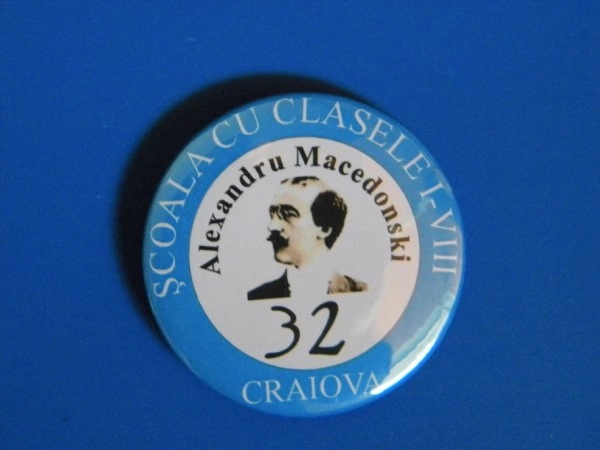 ȘCOALA CU CLASELE I-VIII
Alexandru Macedonski
32
CRAIOVA